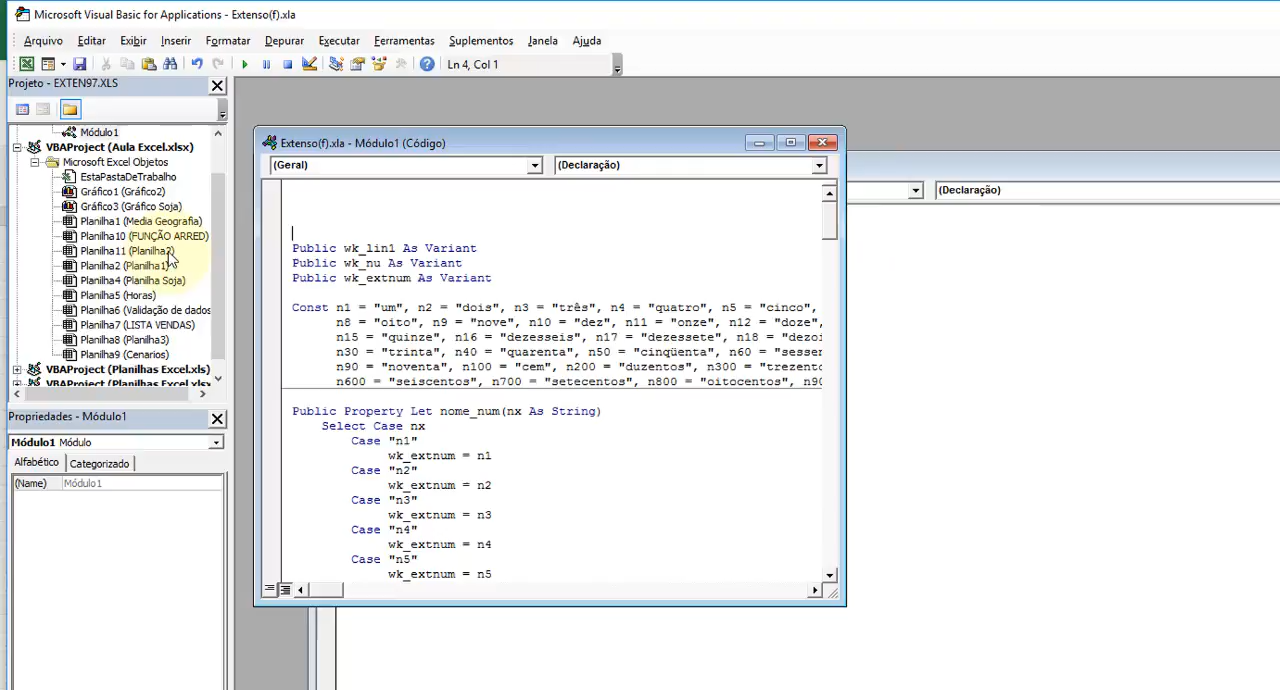 Microsoft Visual Basic for Applications - Extenso(f).xla
Arquivo Editar Exibir Inserir Formatar Depurar Executar Ferramentas Suplementos Janela Ajuda
Ln 4, Col 1
Projeto - EXTEN97.XLS
Módulo1
VBAProject (Aula Excel.xlsx)
Microsoft Excel Objetos
EstaPastaDeTrabalho
Gráfico1 (Gráfico2)
Gráfico3 (Gráfico Soja)
Planilha1 (Media Geografia)
Planilha10 (FUNÇÃO ARRED)
Planilha11 (Planilha2)
Planilha2 (Planilha1)
Planilha4 (Planilha Soja)
Planilha5 (Horas)
Planilha6 (Validação de dados
Planilha7 (LISTA VENDAS)
Planilha8 (Planilha3)
Planilha9 (Cenarios)
VBAProject (Planilhas Excel.xls)
VBAProject (Planilhas Excel.xlsx
Propriedades - Módulo1
Módulo1 Módulo
Alfabético Categorizado
(Name) Módulo1
Extenso(f).xla - Módulo1 (Código)
(Geral) (Declaração)
(Declaração)
Public wk_lin1 As Variant
Public wk_nu As Variant
Public wk_extnum As Variant
Const n1 = "um", n2 = "dois", n3 = "três", n4 = "quatro", n5 = "cinco",
n8 = "oito", n9 = "nove", n10 = "dez", n11 = "onze", n12 = "doze",
n15 = "quinze", n16 = "dezesseis", n17 = "dezessete", n18 = "dezoi
n30 = "trinta", n40 = "quarenta", n50 = "cinqüenta", n60 = "sessen
n90 = "noventa", n100 = "cem", n200 = "duzentos", n300 = "trezento
n600 = "seiscentos", n700 = "setecentos", n800 = "oitocentos", n90
Public Property Let nome_num(nx As String)
Select Case nx
Case "n1"
wk_extnum = n1
Case "n2"
wk_extnum = n2
Case "n3"
wk_extnum = n3
Case "n4"
wk_extnum = n4
Case "n5"
wk_extnum = n5